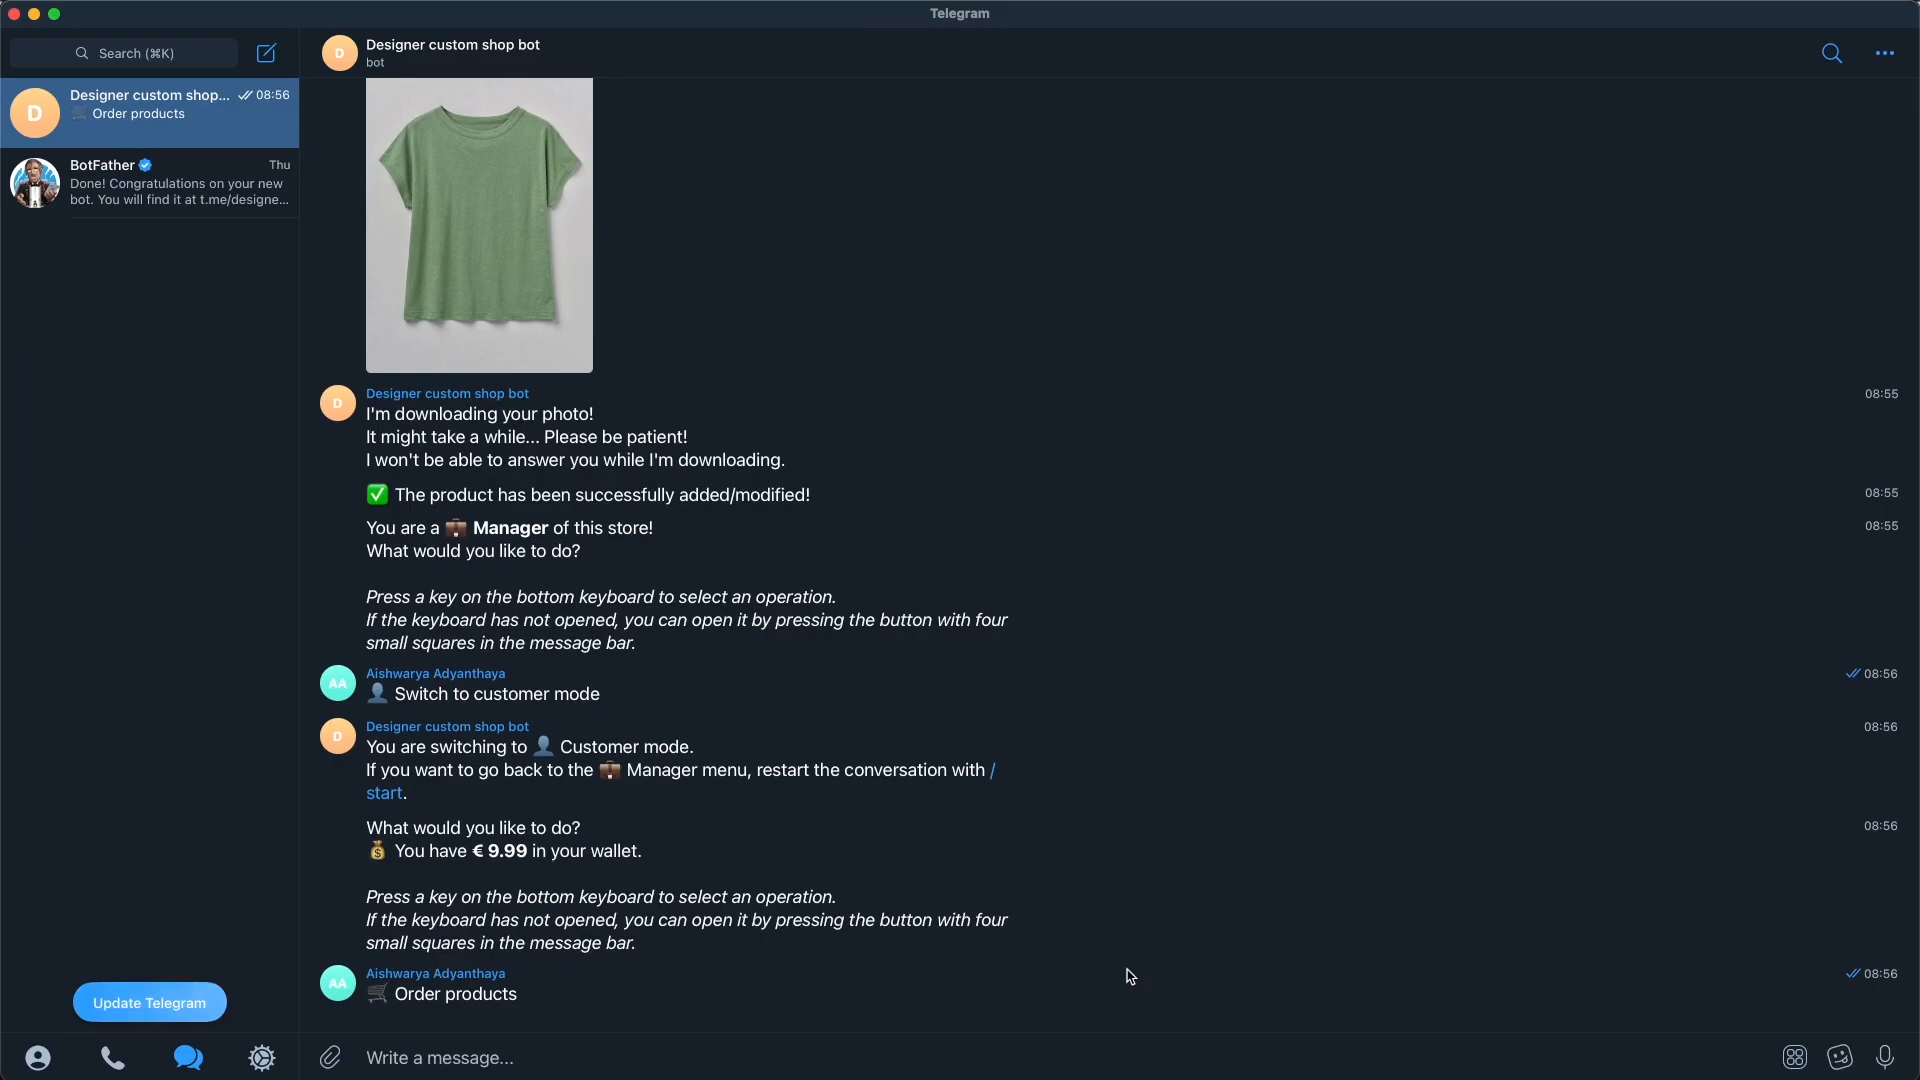 Telegram
Search (⌘K)
D
Designer custom shop bot
bot
D
Designer custom shop... 08:56
🛒 Order products
BotFather Thu
Done! Congratulations on your new
bot. You will find it at t.me/designe...
D
Designer custom shop bot 08:55
I'm downloading your photo!
It might take a while... Please be patient!
I won't be able to answer you while I'm downloading.
✅ The product has been successfully added/modified! 08:55
You are a 💼 Manager of this store! 08:55
What would you like to do?
Press a key on the bottom keyboard to select an operation.
If the keyboard has not opened, you can open it by pressing the button with four
small squares in the message bar.
AA
Aishwarya Adyanthaya 08:56
👤 Switch to customer mode
D
Designer custom shop bot 08:56
You are switching to 👤 Customer mode.
If you want to go back to the 💼 Manager menu, restart the conversation with /
start.
What would you like to do? 08:56
💰 You have € 9.99 in your wallet.
Press a key on the bottom keyboard to select an operation.
If the keyboard has not opened, you can open it by pressing the button with four
small squares in the message bar.
AA
Aishwarya Adyanthaya 08:56
🛒 Order products
Update Telegram
Write a message...